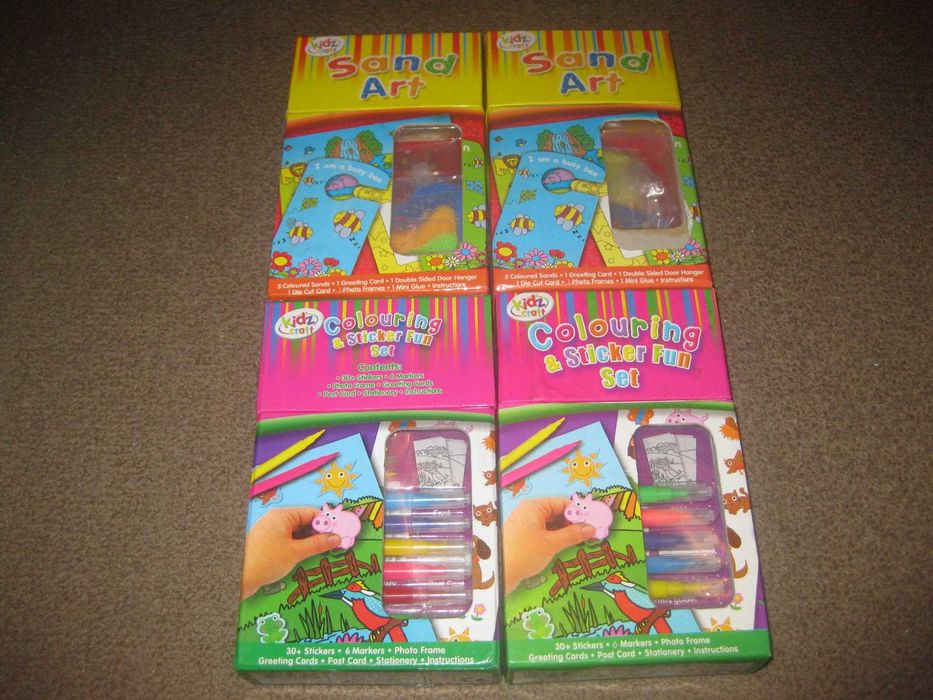 kidz
craft
Sand
Art
I am a busy bee
5 Coloured Sands • 1 Greeting Card • 1 Double Sided Door Hanger
1 Die Cut Card • 1 Photo Frames • 1 Mini Glue • Instructions
kidz
craft
Sand
Art
I am a busy bee
5 Coloured Sands • 1 Greeting Card • 1 Double Sided Door Hanger
1 Die Cut Card • 1 Photo Frames • 1 Mini Glue • Instructions
kidz
craft
Colouring
& Sticker Fun
Set
Contents:
• 30+ Stickers • 6 Markers
• Photo Frame • Greeting Cards
• Post Card • Stationery • Instructions
30+ Stickers • 6 Markers • Photo Frame
Greeting Cards • Post Card • Stationery • Instructions
kidz
craft
Colouring
& Sticker Fun
Set
30+ Stickers • 6 Markers • Photo Frame
Greeting Cards • Post Card • Stationery • Instructions